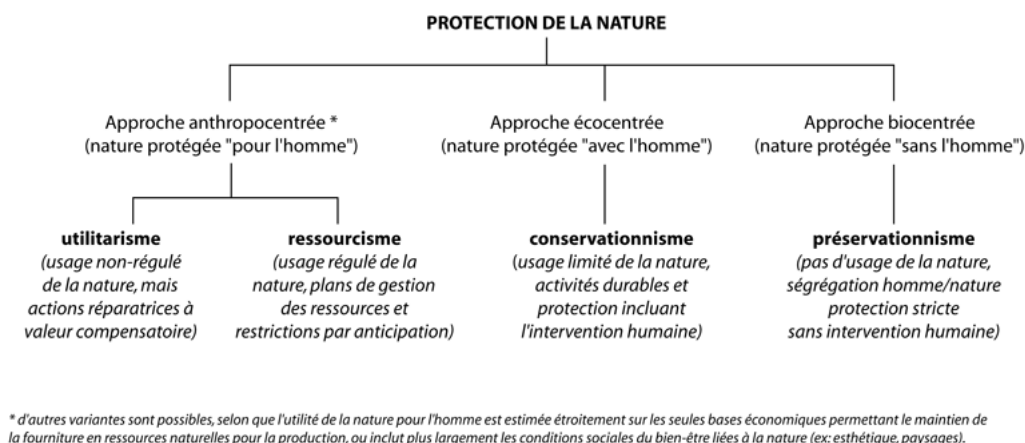 PROTECTION DE LA NATURE
Approche anthropocentrée *
(nature protégée "pour l'homme")
Approche écocentrée
(nature protégée "avec l'homme")
Approche biocentrée
(nature protégée "sans l'homme")
utilitarisme
(usage non-régulé
de la nature, mais
actions réparatrices à
valeur compensatoire)
ressourcisme
(usage régulé de la
nature, plans de gestion
des ressources et
restrictions par anticipation)
conservationnisme
(usage limité de la nature,
activités durables et
protection incluant
l'intervention humaine)
préservationnisme
(pas d'usage de la nature,
ségrégation homme/nature
protection stricte
sans intervention humaine)
* d'autres variantes sont possibles, selon que l'utilité de la nature pour l'homme est estimée étroitement sur les seules bases économiques permettant le maintien de
la fourniture en ressources naturelles pour la production, ou inclut plus largement les conditions sociales du bien-être liées à la nature (ex: esthétique, paysages).